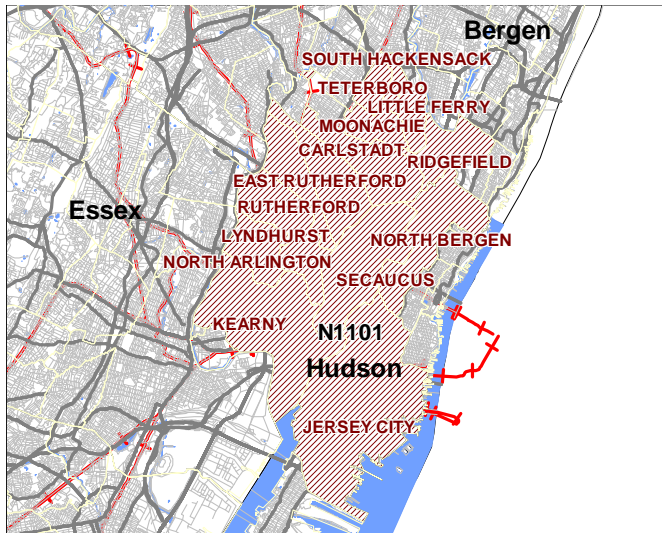 Bergen
SOUTH HACKENSACK
TETERBORO
LITTLE FERRY
MOONACHIE
CARLSTADT
RIDGEFIELD
EAST RUTHERFORD
Essex
RUTHERFORD
LYNDHURST
NORTH BERGEN
NORTH ARLINGTON
SECAUCUS
KEARNY
N1101
Hudson
JERSEY CITY